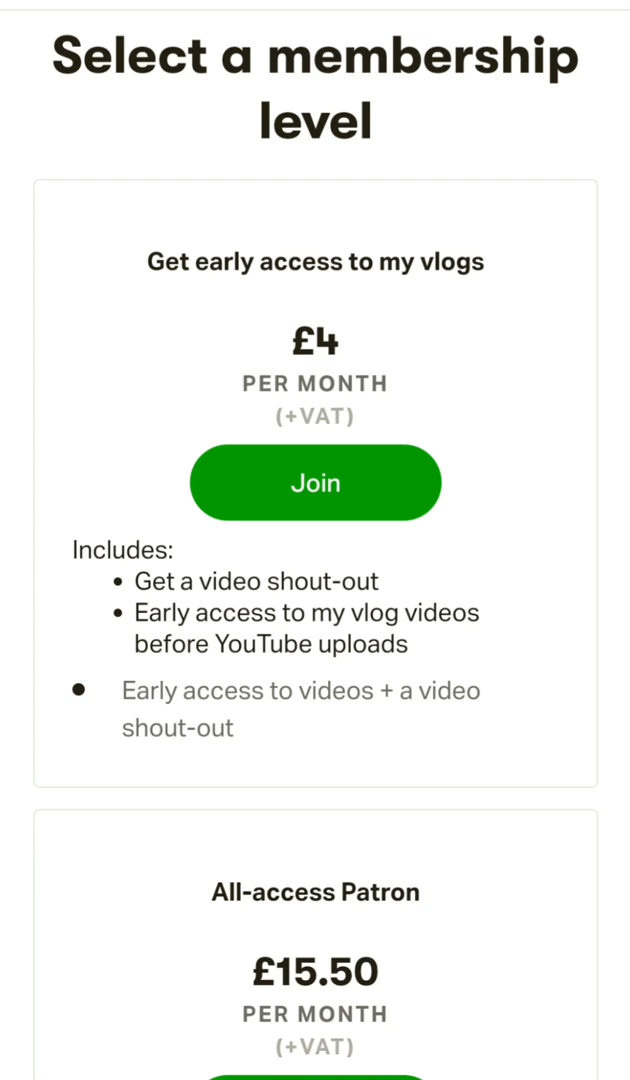 Select a membership
level
Get early access to my vlogs
£4
PER MONTH
(+VAT)
Join
Includes:
• Get a video shout-out
• Early access to my vlog videos
before YouTube uploads
• Early access to videos + a video
shout-out
All-access Patron
£15.50
PER MONTH
(+VAT)